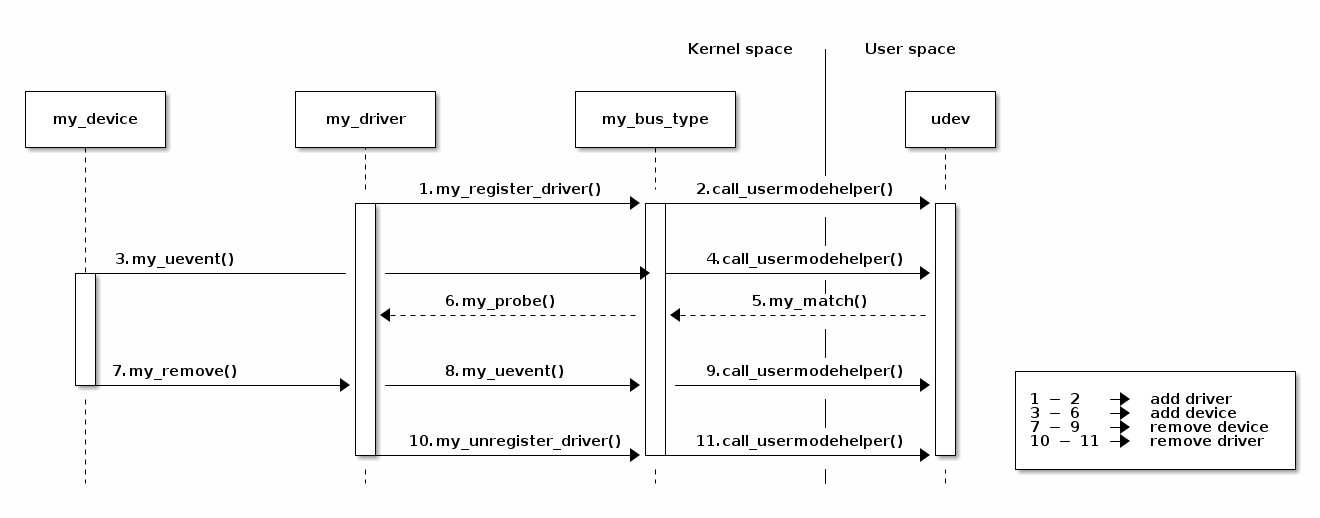 Kernel space User space
my_device my_driver my_bus_type udev
1. my_register_driver() 2. call_usermodehelper()
3. my_uevent() 4. call_usermodehelper()
6. my_probe() 5. my_match()
7. my_remove() 8. my_uevent() 9. call_usermodehelper()
1 – 2 add driver
3 – 6 add device
7 – 9 remove device
10 – 11 remove driver
10. my_unregister_driver() 11. call_usermodehelper()